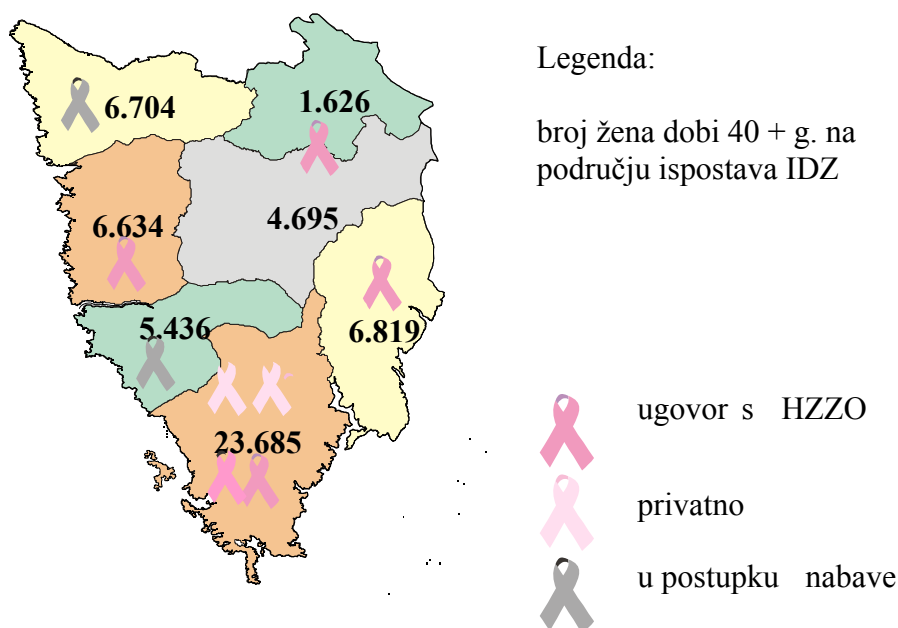 Legenda:
broj žena dobi 40 + g. na
području ispostava IDZ
6.704
1.626
4.695
6.634
5.436
6.819
23.685
ugovor s HZZO
privatno
u postupku nabave